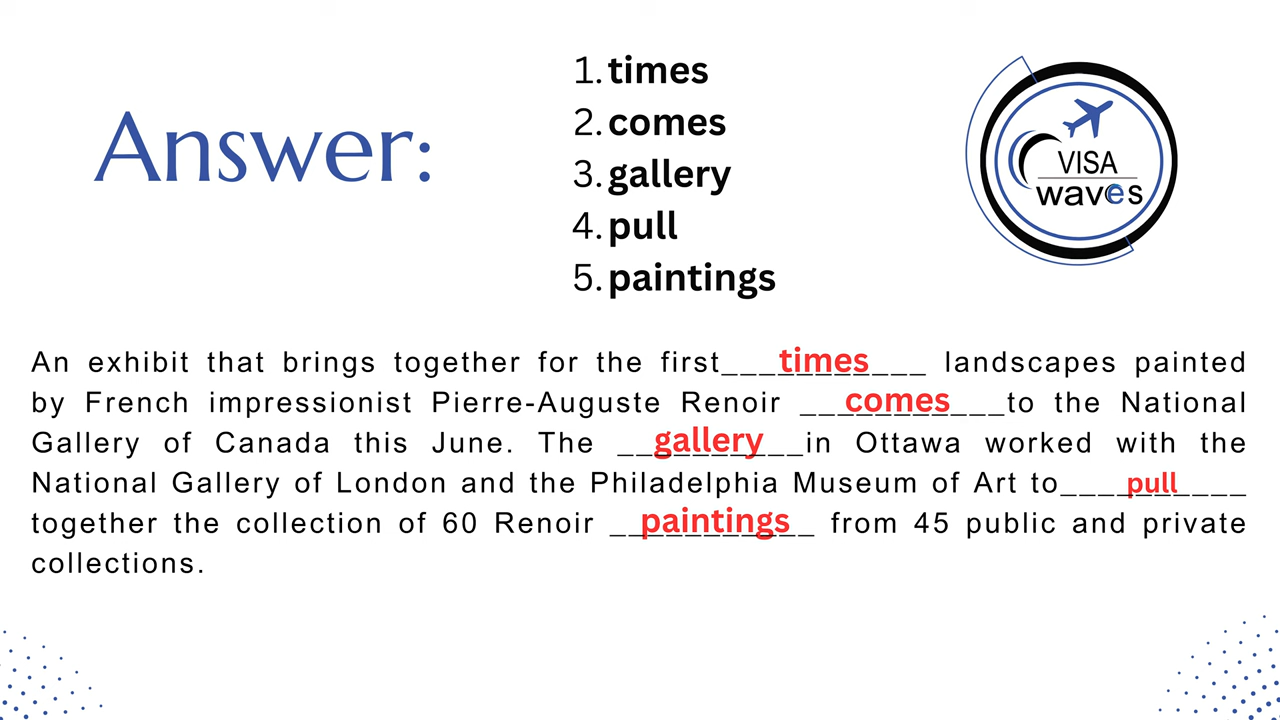 Answer:
1. times
2. comes
3. gallery
4. pull
5. paintings
VISA
waves
An exhibit that brings together for the first___times___ landscapes painted
by French impressionist Pierre-Auguste Renoir ___comes___to the National
Gallery of Canada this June. The ___gallery___in Ottawa worked with the
National Gallery of London and the Philadelphia Museum of Art to___pull___
together the collection of 60 Renoir ___paintings___ from 45 public and private
collections.